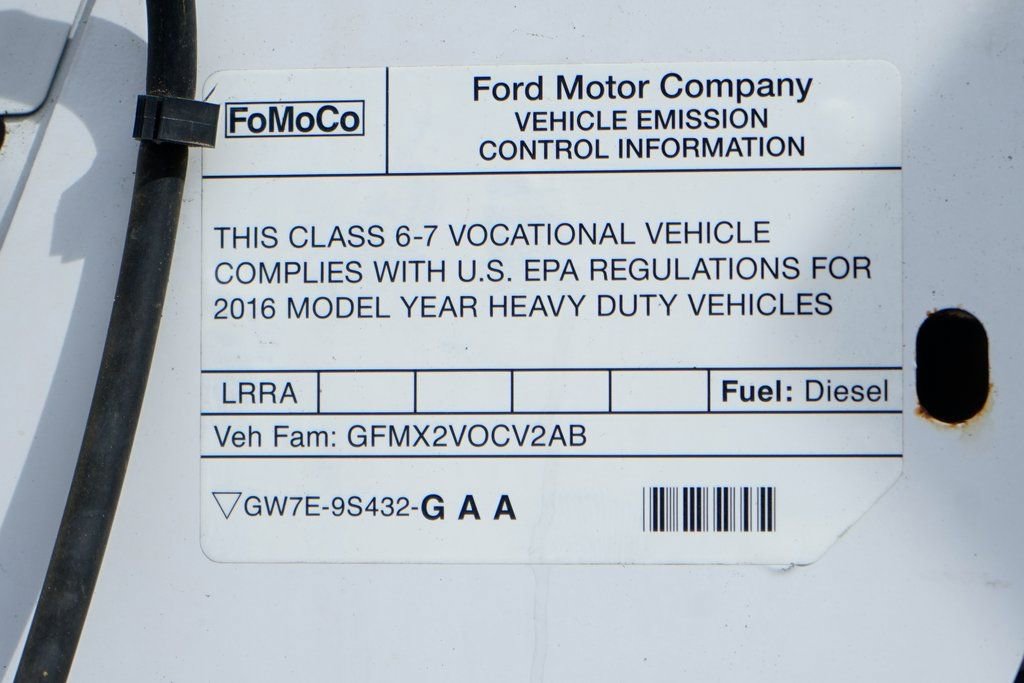 FoMoCo
Ford Motor Company
VEHICLE EMISSION
CONTROL INFORMATION
THIS CLASS 6-7 VOCATIONAL VEHICLE
COMPLIES WITH U.S. EPA REGULATIONS FOR
2016 MODEL YEAR HEAVY DUTY VEHICLES
LRRA Fuel: Diesel
Veh Fam: GFMX2VOCV2AB
▽GW7E-9S432-G A A